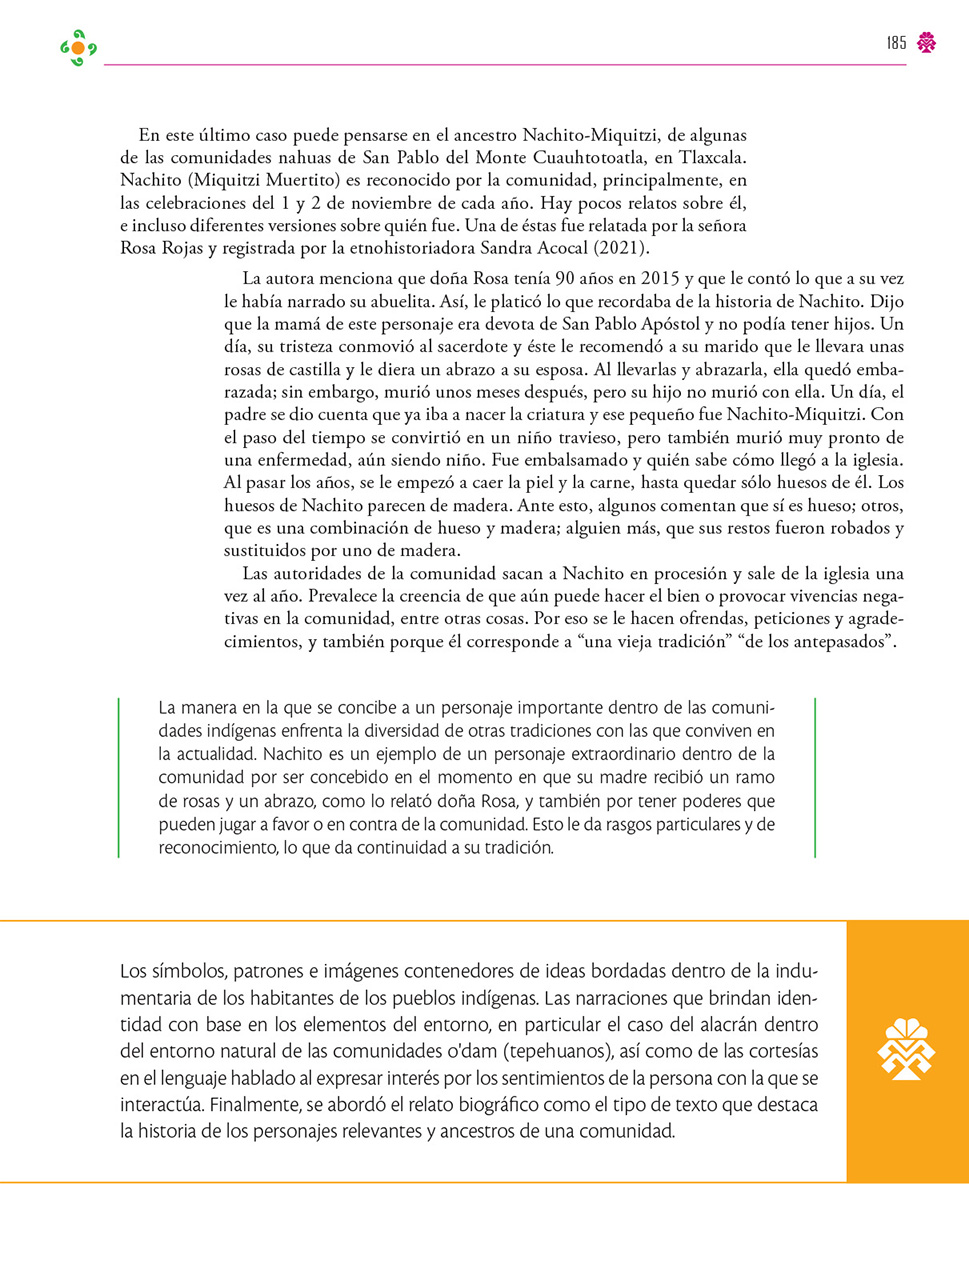 185
En este último caso puede pensarse en el ancestro Nachito-Miquitzi, de algunas
de las comunidades nahuas de San Pablo del Monte Cuauhtotoatla, en Tlaxcala.
Nachito (Miquitzi Muertito) es reconocido por la comunidad, principalmente, en
las celebraciones del 1 y 2 de noviembre de cada año. Hay pocos relatos sobre él,
e incluso diferentes versiones sobre quién fue. Una de éstas fue relatada por la señora
Rosa Rojas y registrada por la etnohistoriadora Sandra Acocal (2021).
La autora menciona que doña Rosa tenía 90 años en 2015 y que le contó lo que a su vez
le había narrado su abuelita. Así, le platicó lo que recordaba de la historia de Nachito. Dijo
que la mamá de este personaje era devota de San Pablo Apóstol y no podía tener hijos. Un
día, su tristeza conmovió al sacerdote y éste le recomendó a su marido que le llevara unas
rosas de castilla y le diera un abrazo a su esposa. Al llevarlas y abrazarla, ella quedó emba-
razada; sin embargo, murió unos meses después, pero su hijo no murió con ella. Un día, el
padre se dio cuenta que ya iba a nacer la criatura y ese pequeño fue Nachito-Miquitzi. Con
el paso del tiempo se convirtió en un niño travieso, pero también murió muy pronto de
una enfermedad, aún siendo niño. Fue embalsamado y quién sabe cómo llegó a la iglesia.
Al pasar los años, se le empezó a caer la piel y la carne, hasta quedar sólo huesos de él. Los
huesos de Nachito parecen de madera. Ante esto, algunos comentan que sí es hueso; otros,
que es una combinación de hueso y madera; alguien más, que sus restos fueron robados y
sustituidos por uno de madera.
Las autoridades de la comunidad sacan a Nachito en procesión y sale de la iglesia una
vez al año. Prevalece la creencia de que aún puede hacer el bien o provocar vivencias nega-
tivas en la comunidad, entre otras cosas. Por eso se le hacen ofrendas, peticiones y agrade-
cimientos, y también porque él corresponde a “una vieja tradición” “de los antepasados”.
La manera en la que se concibe a un personaje importante dentro de las comuni-
dades indígenas enfrenta la diversidad de otras tradiciones con las que conviven en
la actualidad. Nachito es un ejemplo de un personaje extraordinario dentro de la
comunidad por ser concebido en el momento en que su madre recibió un ramo
de rosas y un abrazo, como lo relató doña Rosa, y también por tener poderes que
pueden jugar a favor o en contra de la comunidad. Esto le da rasgos particulares y de
reconocimiento, lo que da continuidad a su tradición.
Los símbolos, patrones e imágenes contenedores de ideas bordadas dentro de la indu-
mentaria de los habitantes de los pueblos indígenas. Las narraciones que brindan iden-
tidad con base en los elementos del entorno, en particular el caso del alacrán dentro
del entorno natural de las comunidades o'dam (tepehuanos), así como de las cortesías
en el lenguaje hablado al expresar interés por los sentimientos de la persona con la que se
interactúa. Finalmente, se abordó el relato biográfico como el tipo de texto que destaca
la historia de los personajes relevantes y ancestros de una comunidad.